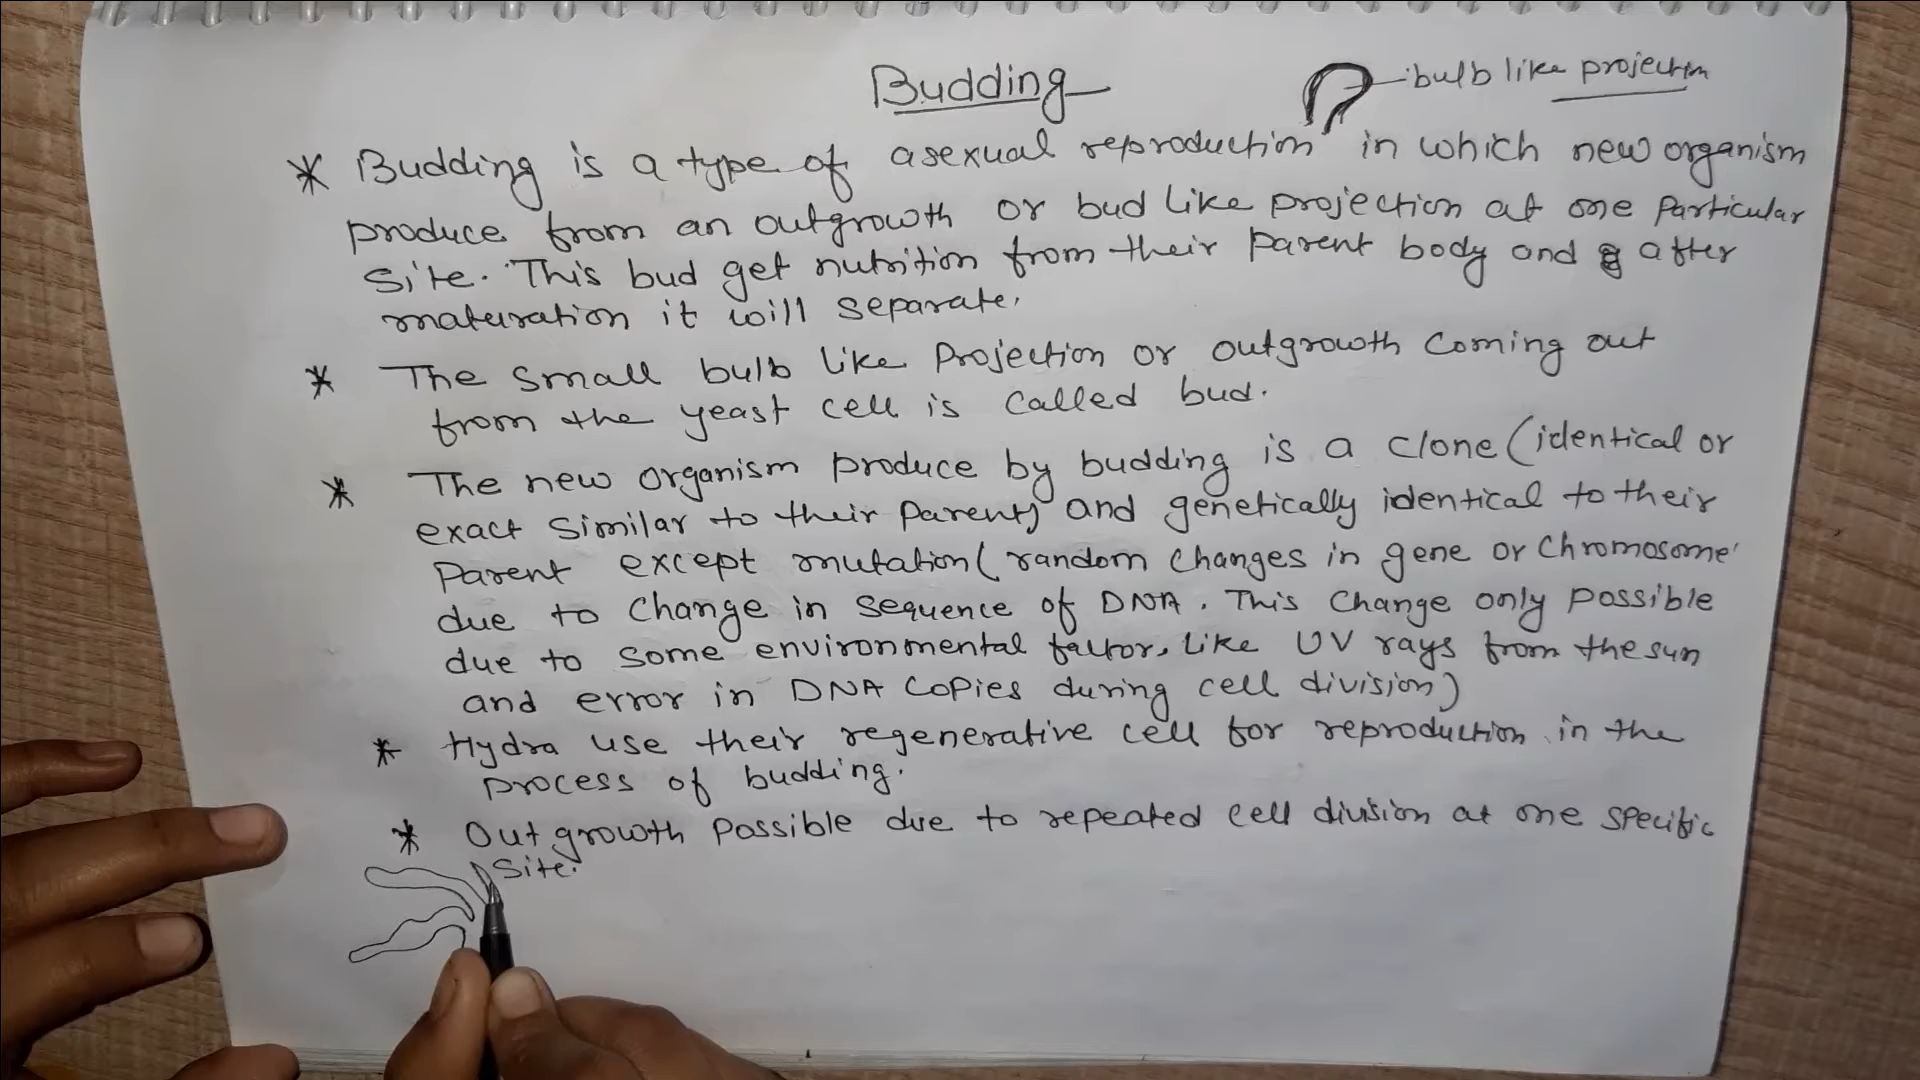 Budding
bulb like projection
* Budding is a type of asexual reproduction in which new organism
produce from an outgrowth or bud like projection at one particular
site. This bud get nutrition from their parent body and after
maturation it will separate.
* The small bulb like projection or outgrowth coming out
from the yeast cell is called bud.
* The new organism produce by budding is a clone (identical or
exact similar to their parent) and genetically identical to their
parent except mutation (random changes in gene or chromosome
due to change in sequence of DNA. This change only possible
due to some environmental factor, like UV rays from the sun
and error in DNA copies during cell division)
* Hydra use their regenerative cell for reproduction in the
process of budding.
* Outgrowth possible due to repeated cell division at one specific
site.